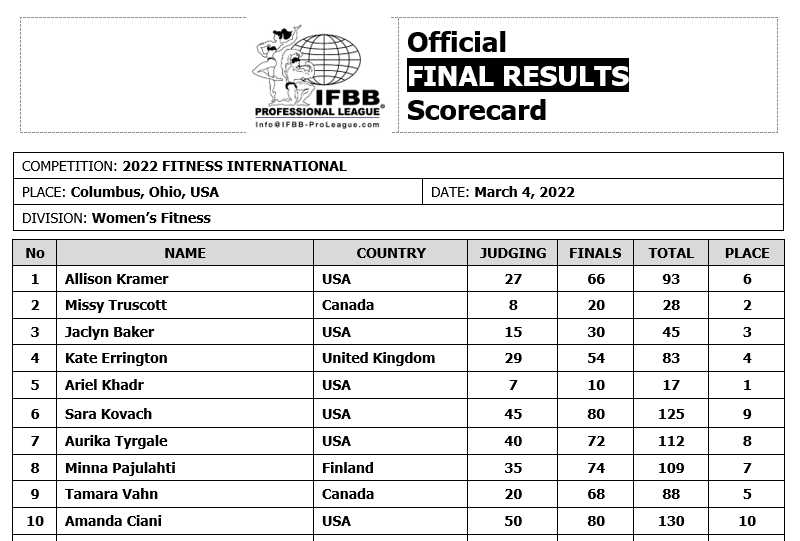 Official
FINAL RESULTS
Scorecard
IFBB®
PROFESSIONAL LEAGUE
Info@IFBB-ProLeague.com
COMPETITION: 2022 FITNESS INTERNATIONAL
PLACE: Columbus, Ohio, USA DATE: March 4, 2022
DIVISION: Women’s Fitness
No NAME COUNTRY JUDGING FINALS TOTAL PLACE
1 Allison Kramer USA 27 66 93 6
2 Missy Truscott Canada 8 20 28 2
3 Jaclyn Baker USA 15 30 45 3
4 Kate Errington United Kingdom 29 54 83 4
5 Ariel Khadr USA 7 10 17 1
6 Sara Kovach USA 45 80 125 9
7 Aurika Tyrgale USA 40 72 112 8
8 Minna Pajulahti Finland 35 74 109 7
9 Tamara Vahn Canada 20 68 88 5
10 Amanda Ciani USA 50 80 130 10